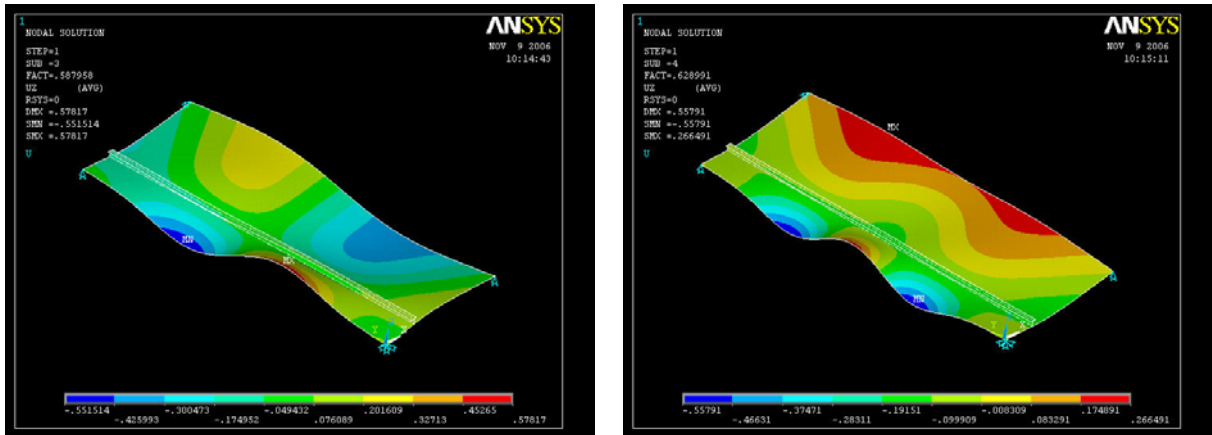 1
ANSYS
NODAL SOLUTION
NOV 9 2006
10:14:43
STEP=1
SUB =3
FACT=.587958
UZ (AVG)
RSYS=0
DMX =.57817
SMN =-.551514
SMX =.57817
U
MN
MX
Y
X
-.551514 -.300473 -.049432 .201609 .45265
-.425993 -.174952 .076089 .32713 .57817
1
ANSYS
NODAL SOLUTION
NOV 9 2006
10:15:11
STEP=1
SUB =4
FACT=.628991
UZ (AVG)
RSYS=0
DMX =.55791
SMN =-.55791
SMX =.266491
U
MX
MN
Y
X
-.55791 -.37471 -.19151 -.008309 .174891
-.46631 -.28311 -.099909 .083291 .266491